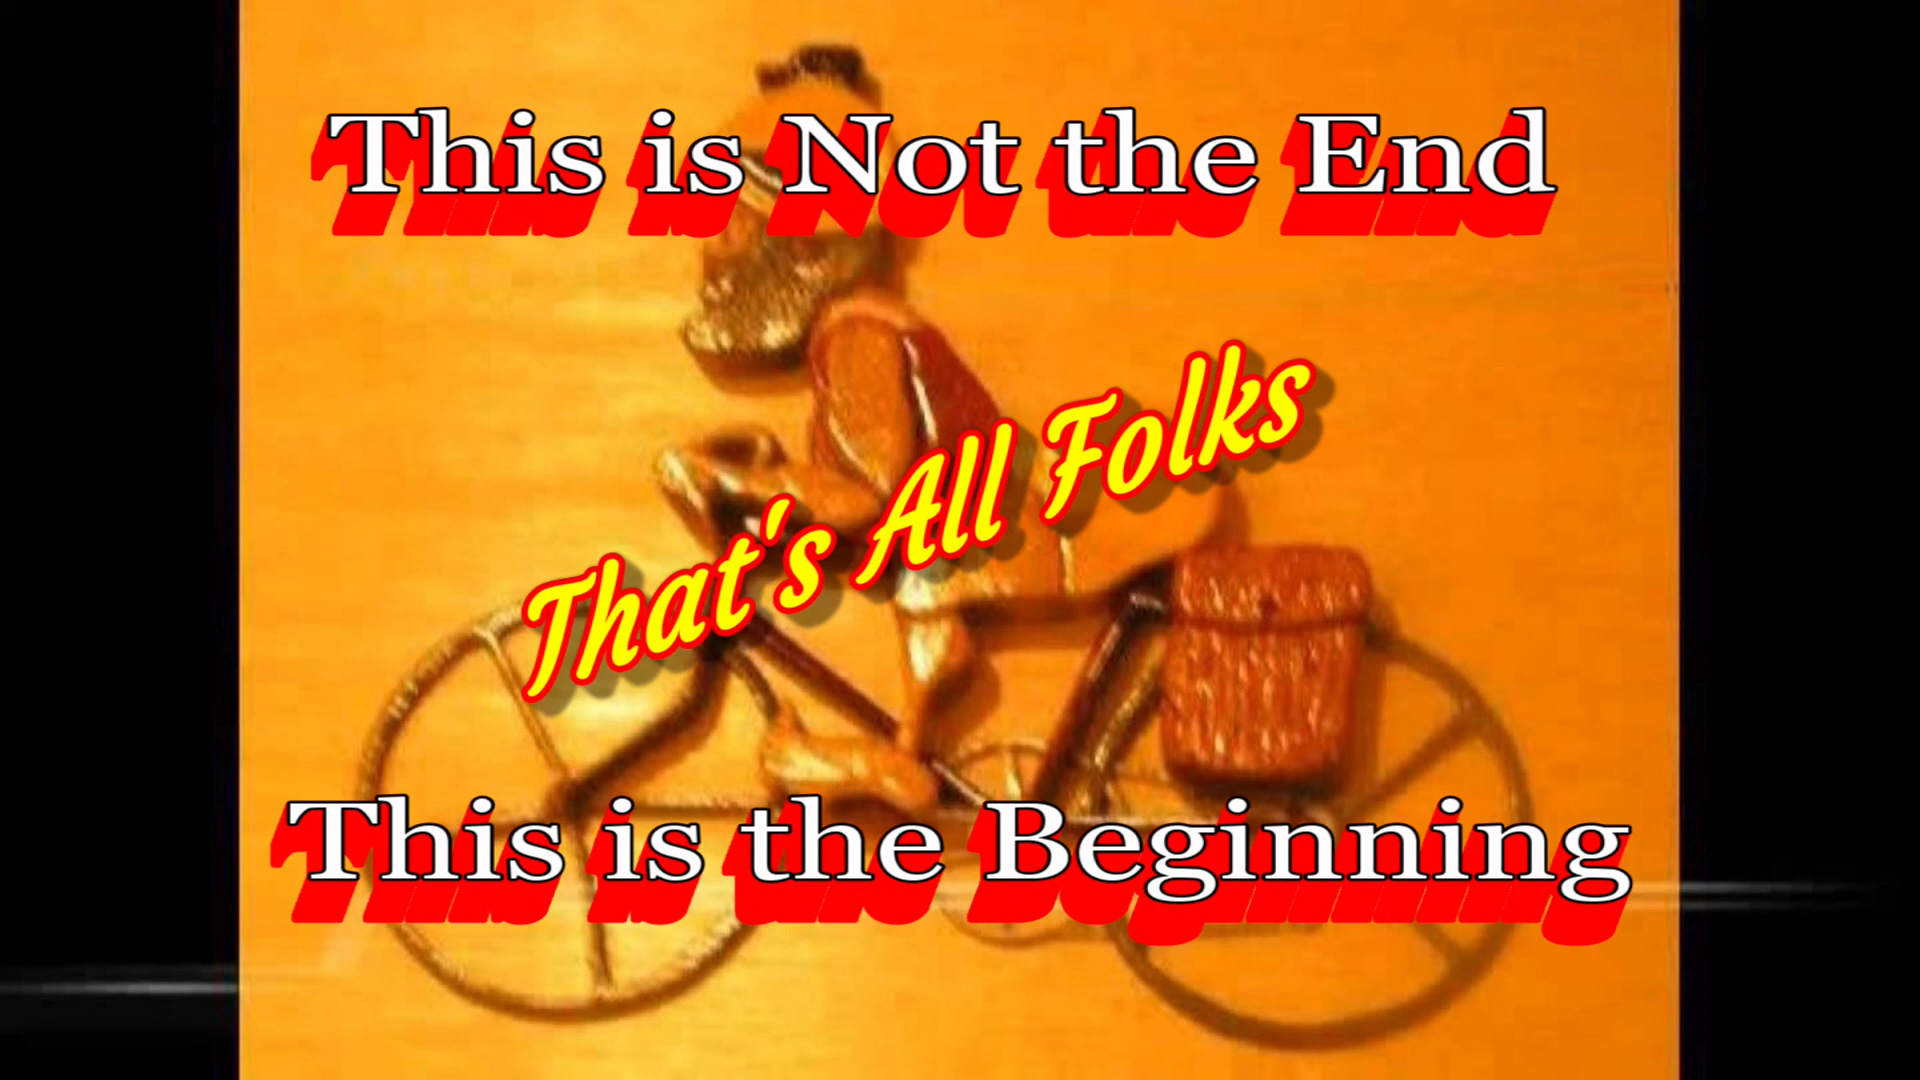 This is Not the End
That's All Folks
This is the Beginning